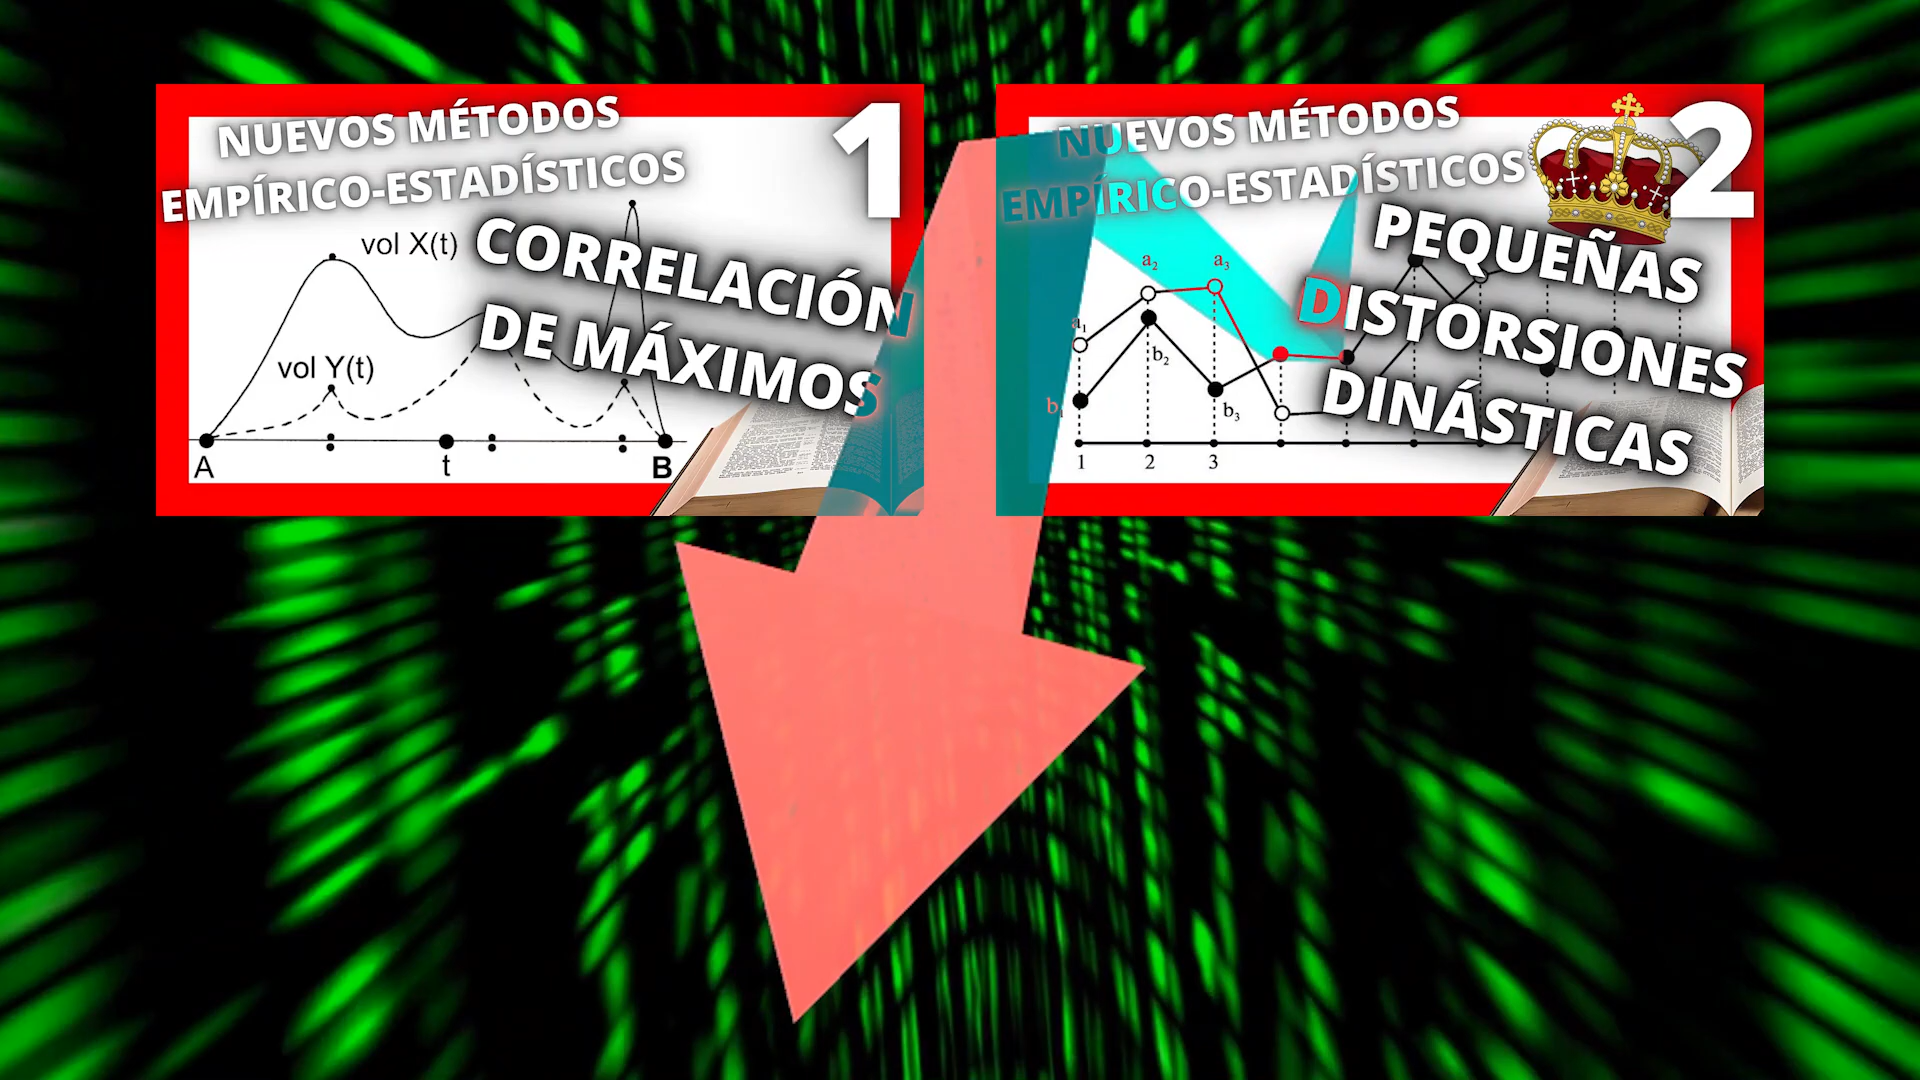 NUEVOS MÉTODOS
EMPÍRICO-ESTADÍSTICOS
1
vol X(t)
CORRELACIÓN
DE MÁXIMOS
vol Y(t)
A
t
B
NUEVOS MÉTODOS
EMPÍRICO-ESTADÍSTICOS
2
PEQUEÑAS
DISTORSIONES
DINÁSTICAS
a₂
a₃
a₁
b₂
b₃
1
2
3